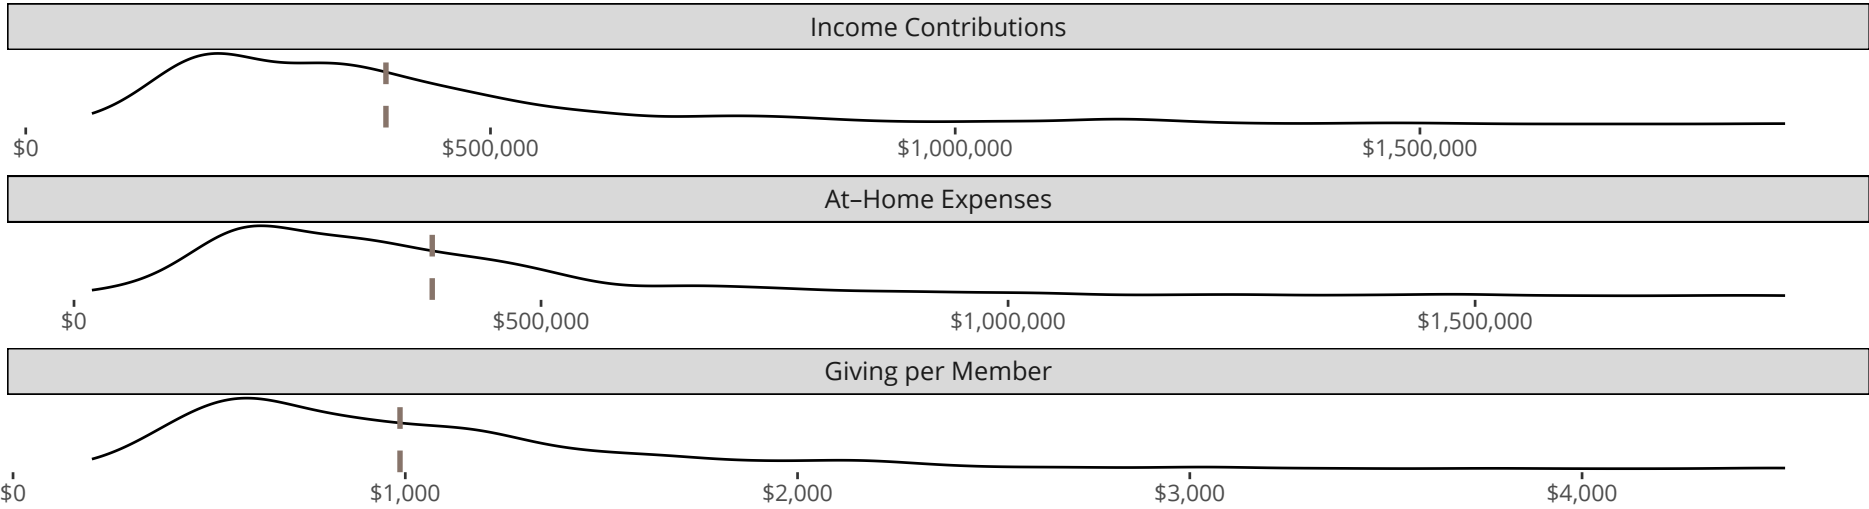 Income Contributions
$0 $500,000 $1,000,000 $1,500,000
At–Home Expenses
$0 $500,000 $1,000,000 $1,500,000
Giving per Member
$0 $1,000 $2,000 $3,000 $4,000